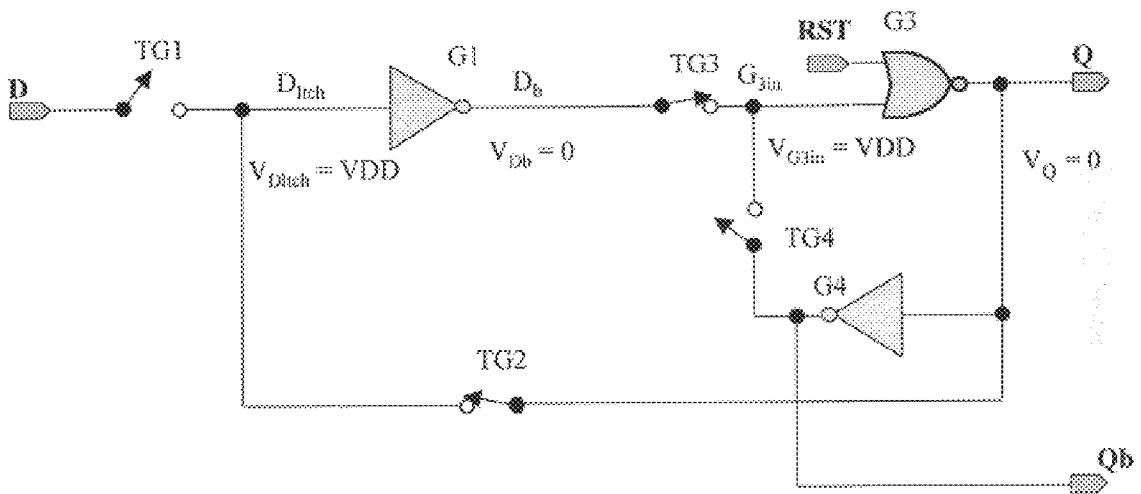 D
TG1
D_ltch
G1
D_b
TG3
G_3in
RST
G3
Q
V_Dltch = VDD
V_Db = 0
V_G3in = VDD
V_Q = 0
TG4
G4
TG2
Qb